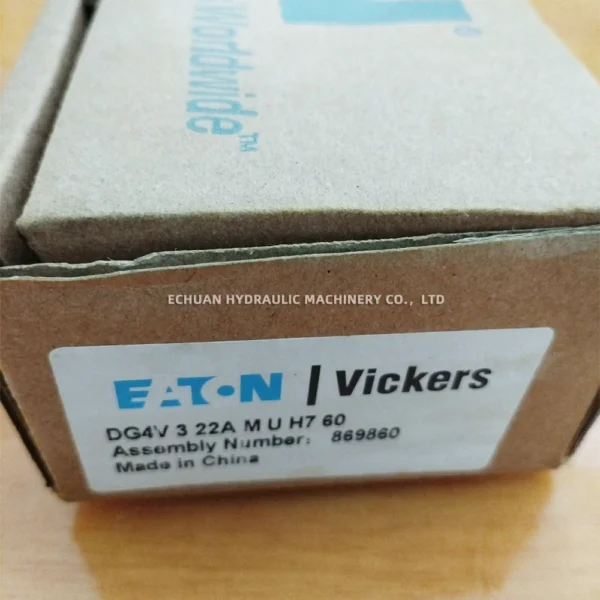 Worldwide™
®
ECHUAN HYDRAULIC MACHINERY CO., LTD
EATON | Vickers
DG4V 3 22A M U H7 60
Assembly Number: 869860
Made in China